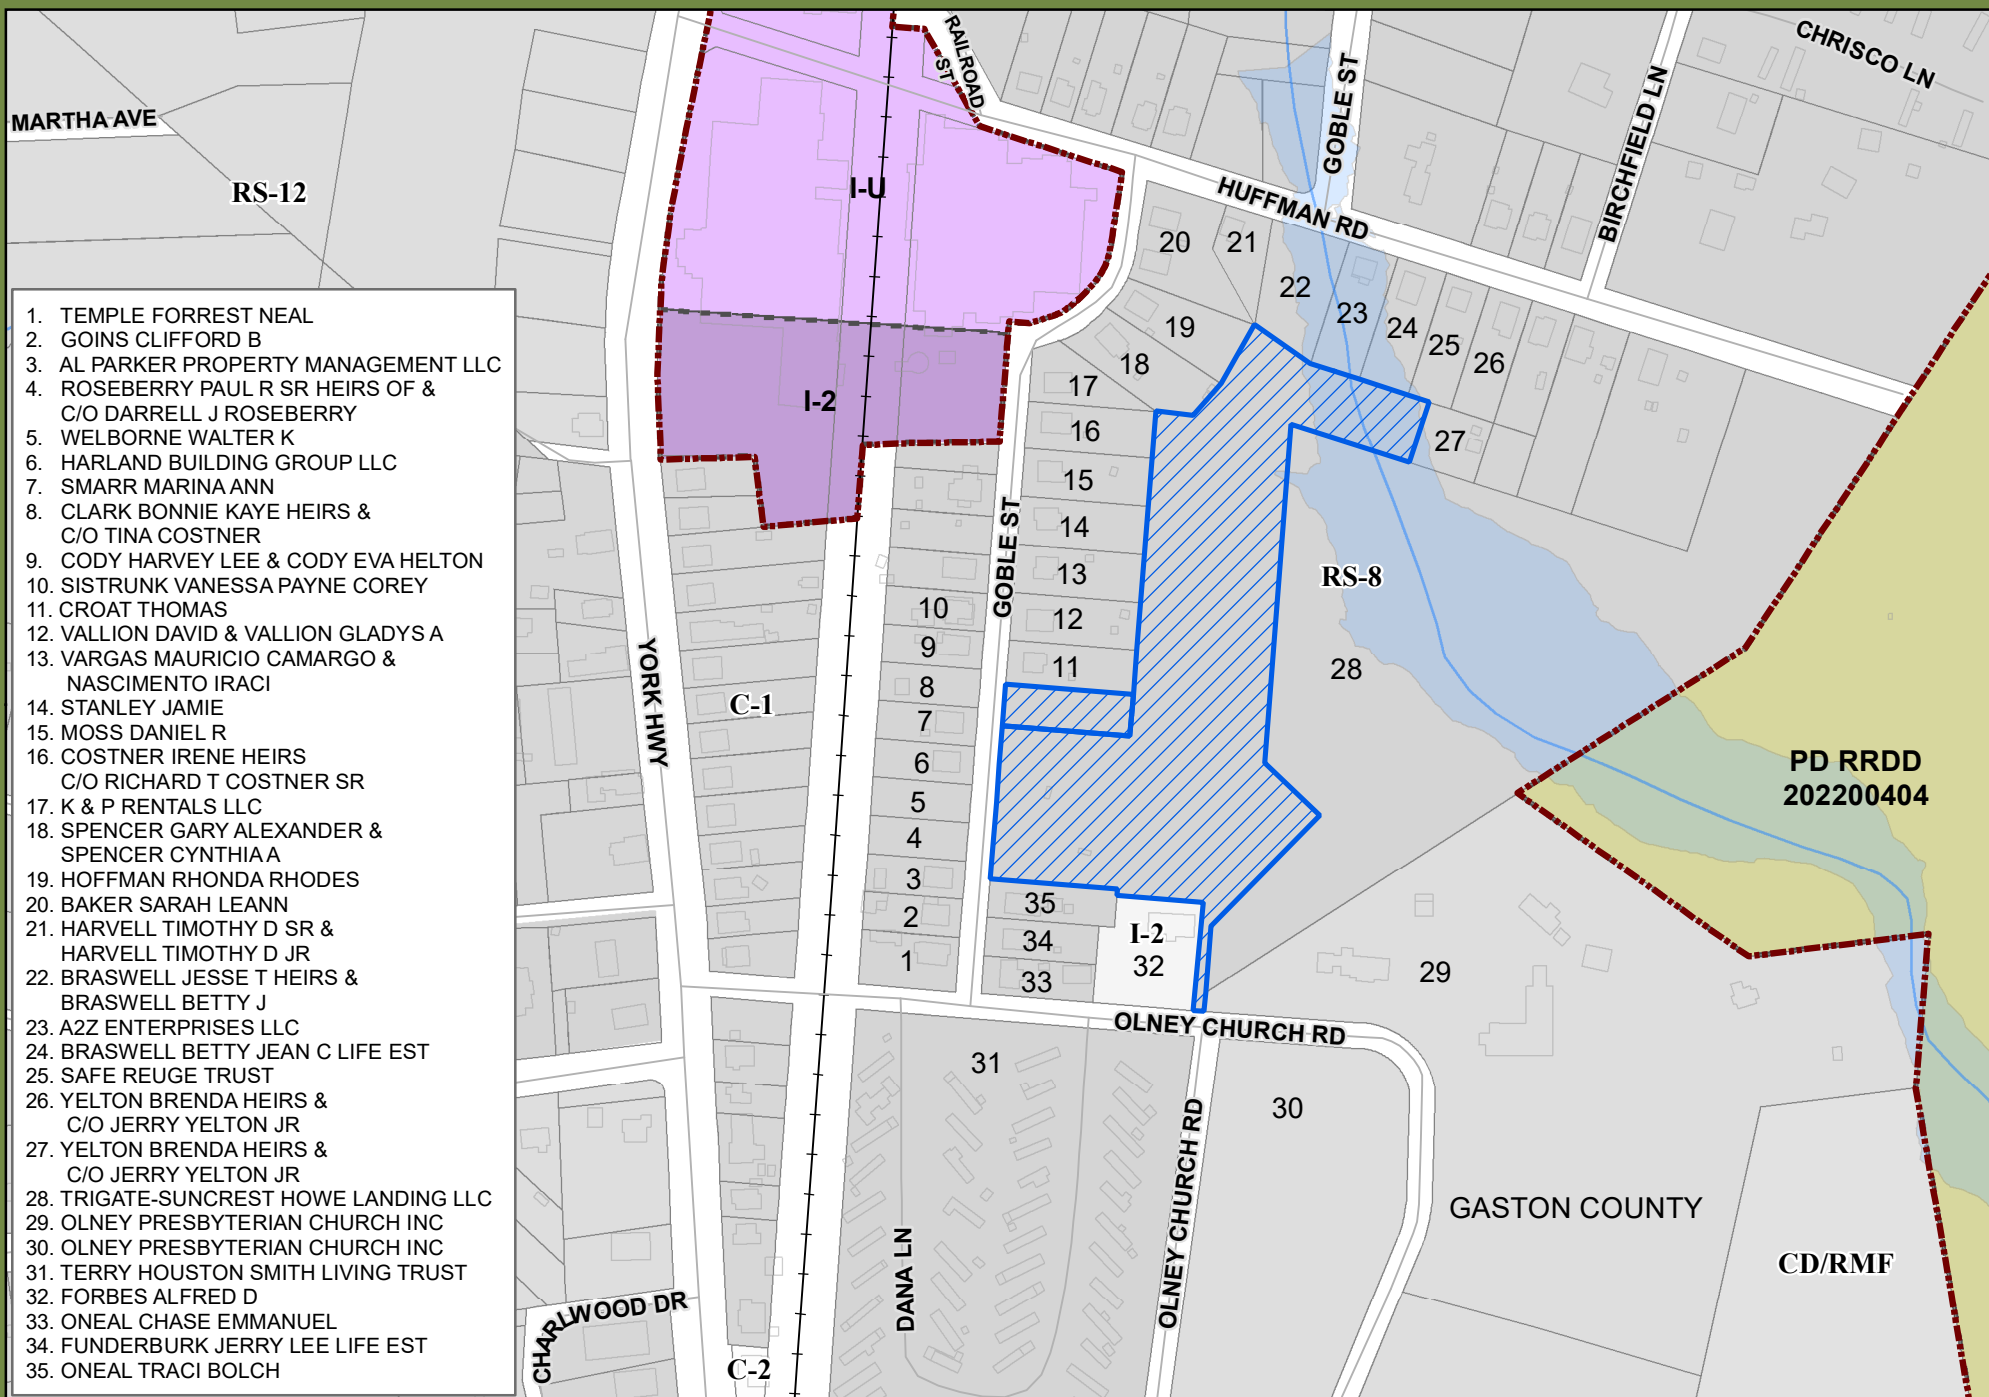 RAILROAD
ST
CHRISCO LN
MARTHA AVE
GOBLE ST
BIRCHFIELD LN
RS-12
I-U
HUFFMAN RD
20
21
22
23
24
25
26
27
19
18
17
16
15
14
13
12
11
I-2
1. TEMPLE FORREST NEAL
2. GOINS CLIFFORD B
3. AL PARKER PROPERTY MANAGEMENT LLC
4. ROSEBERRY PAUL R SR HEIRS OF &
C/O DARRELL J ROSEBERRY
5. WELBORNE WALTER K
6. HARLAND BUILDING GROUP LLC
7. SMARR MARINA ANN
8. CLARK BONNIE KAYE HEIRS &
C/O TINA COSTNER
9. CODY HARVEY LEE & CODY EVA HELTON
10. SISTRUNK VANESSA PAYNE COREY
11. CROAT THOMAS
12. VALLION DAVID & VALLION GLADYS A
13. VARGAS MAURICIO CAMARGO &
NASCIMENTO IRACI
14. STANLEY JAMIE
15. MOSS DANIEL R
16. COSTNER IRENE HEIRS
C/O RICHARD T COSTNER SR
17. K & P RENTALS LLC
18. SPENCER GARY ALEXANDER &
SPENCER CYNTHIA A
19. HOFFMAN RHONDA RHODES
20. BAKER SARAH LEANN
21. HARVELL TIMOTHY D SR &
HARVELL TIMOTHY D JR
22. BRASWELL JESSE T HEIRS &
BRASWELL BETTY J
23. A2Z ENTERPRISES LLC
24. BRASWELL BETTY JEAN C LIFE EST
25. SAFE REUGE TRUST
26. YELTON BRENDA HEIRS &
C/O JERRY YELTON JR
27. YELTON BRENDA HEIRS &
C/O JERRY YELTON JR
28. TRIGATE-SUNCREST HOWE LANDING LLC
29. OLNEY PRESBYTERIAN CHURCH INC
30. OLNEY PRESBYTERIAN CHURCH INC
31. TERRY HOUSTON SMITH LIVING TRUST
32. FORBES ALFRED D
33. ONEAL CHASE EMMANUEL
34. FUNDERBURK JERRY LEE LIFE EST
35. ONEAL TRACI BOLCH
GOBLE ST
RS-8
28
YORK HWY
C-1
10
9
8
7
6
5
4
3
2
1
PD RRDD
202200404
35
34
33
I-2
32
29
OLNEY CHURCH RD
31
30
OLNEY CHURCH RD
DANA LN
GASTON COUNTY
CD/RMF
CHARLWOOD DR
C-2